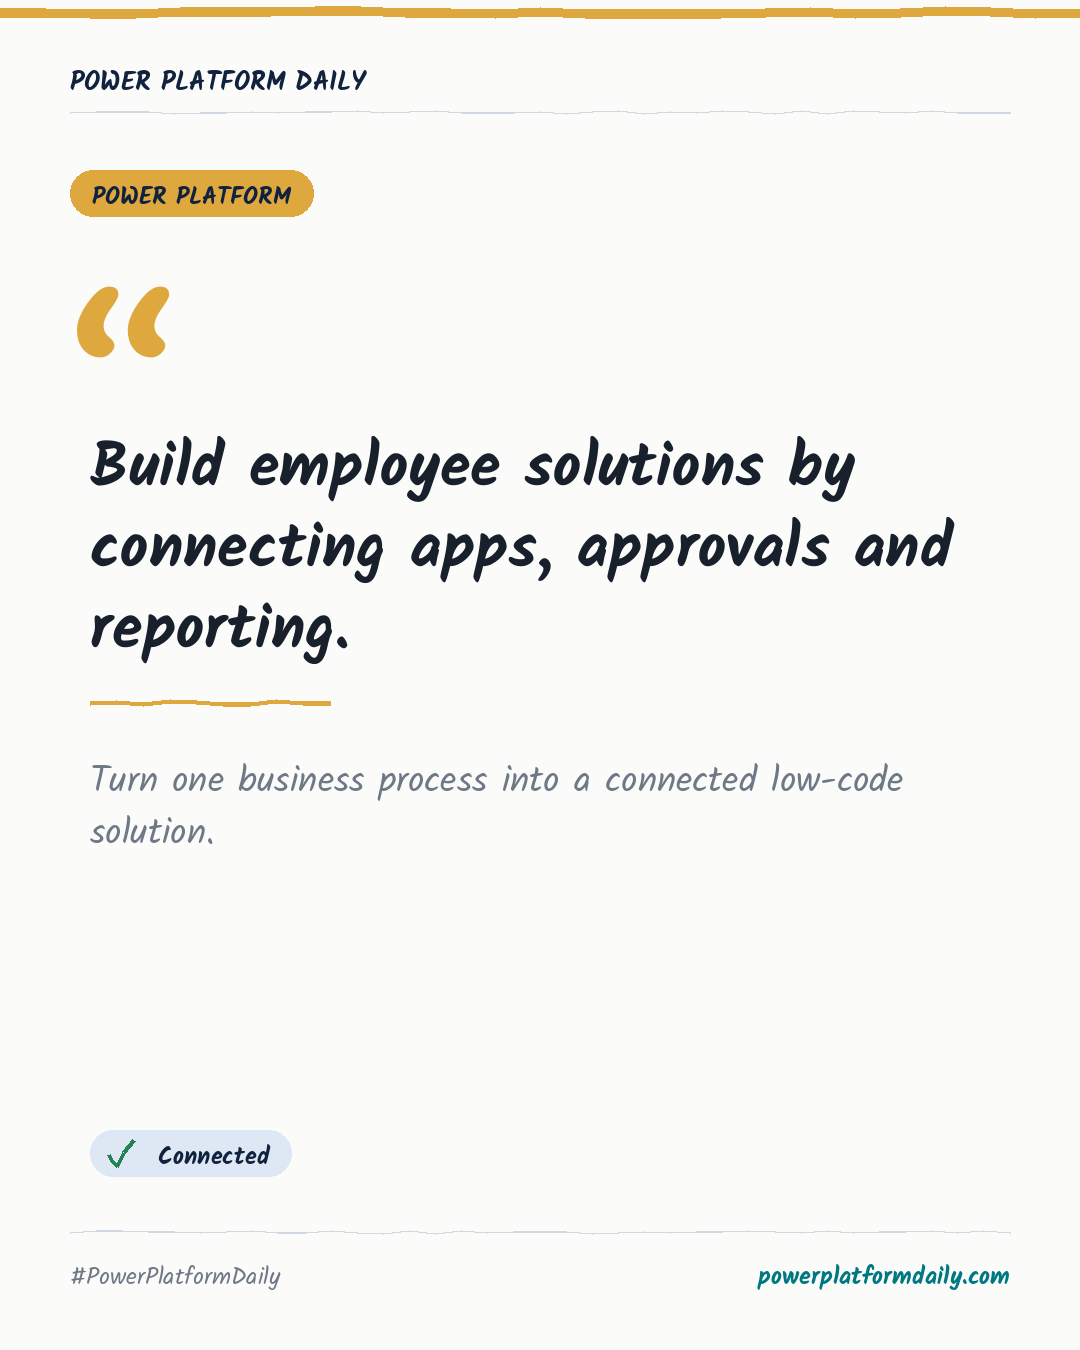 POWER PLATFORM DAILY
POWER PLATFORM
“
Build employee solutions by
connecting apps, approvals and
reporting.
Turn one business process into a connected low-code
solution.
✓ Connected
#PowerPlatformDaily
powerplatformdaily.com